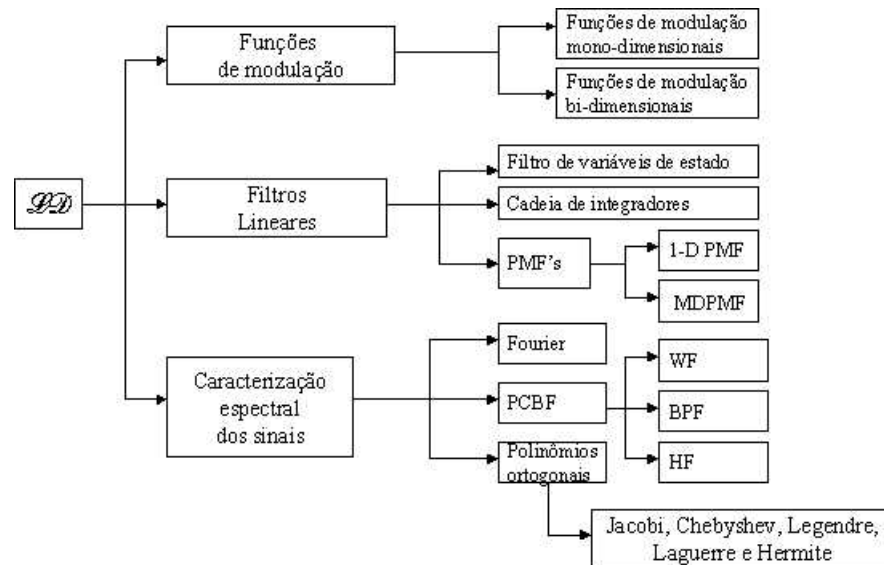 Funções
de modulação
Funções de modulação
mono-dimensionais
Funções de modulação
bi-dimensionais
ℒ𝒟
Filtros
Lineares
Filtro de variáveis de estado
Cadeia de integradores
PMF's
1-D PMF
MDPMF
Caracterização
espectral
dos sinais
Fourier
PCBF
WF
BPF
HF
Polinômios
ortogonais
Jacobi, Chebyshev, Legendre,
Laguerre e Hermite